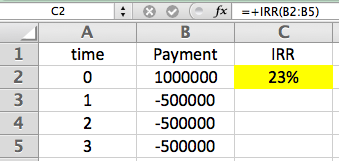 C2 fx =+IRR(B2:B5)
A B C
1 time Payment IRR
2 0 1000000 23%
3 1 -500000
4 2 -500000
5 3 -500000